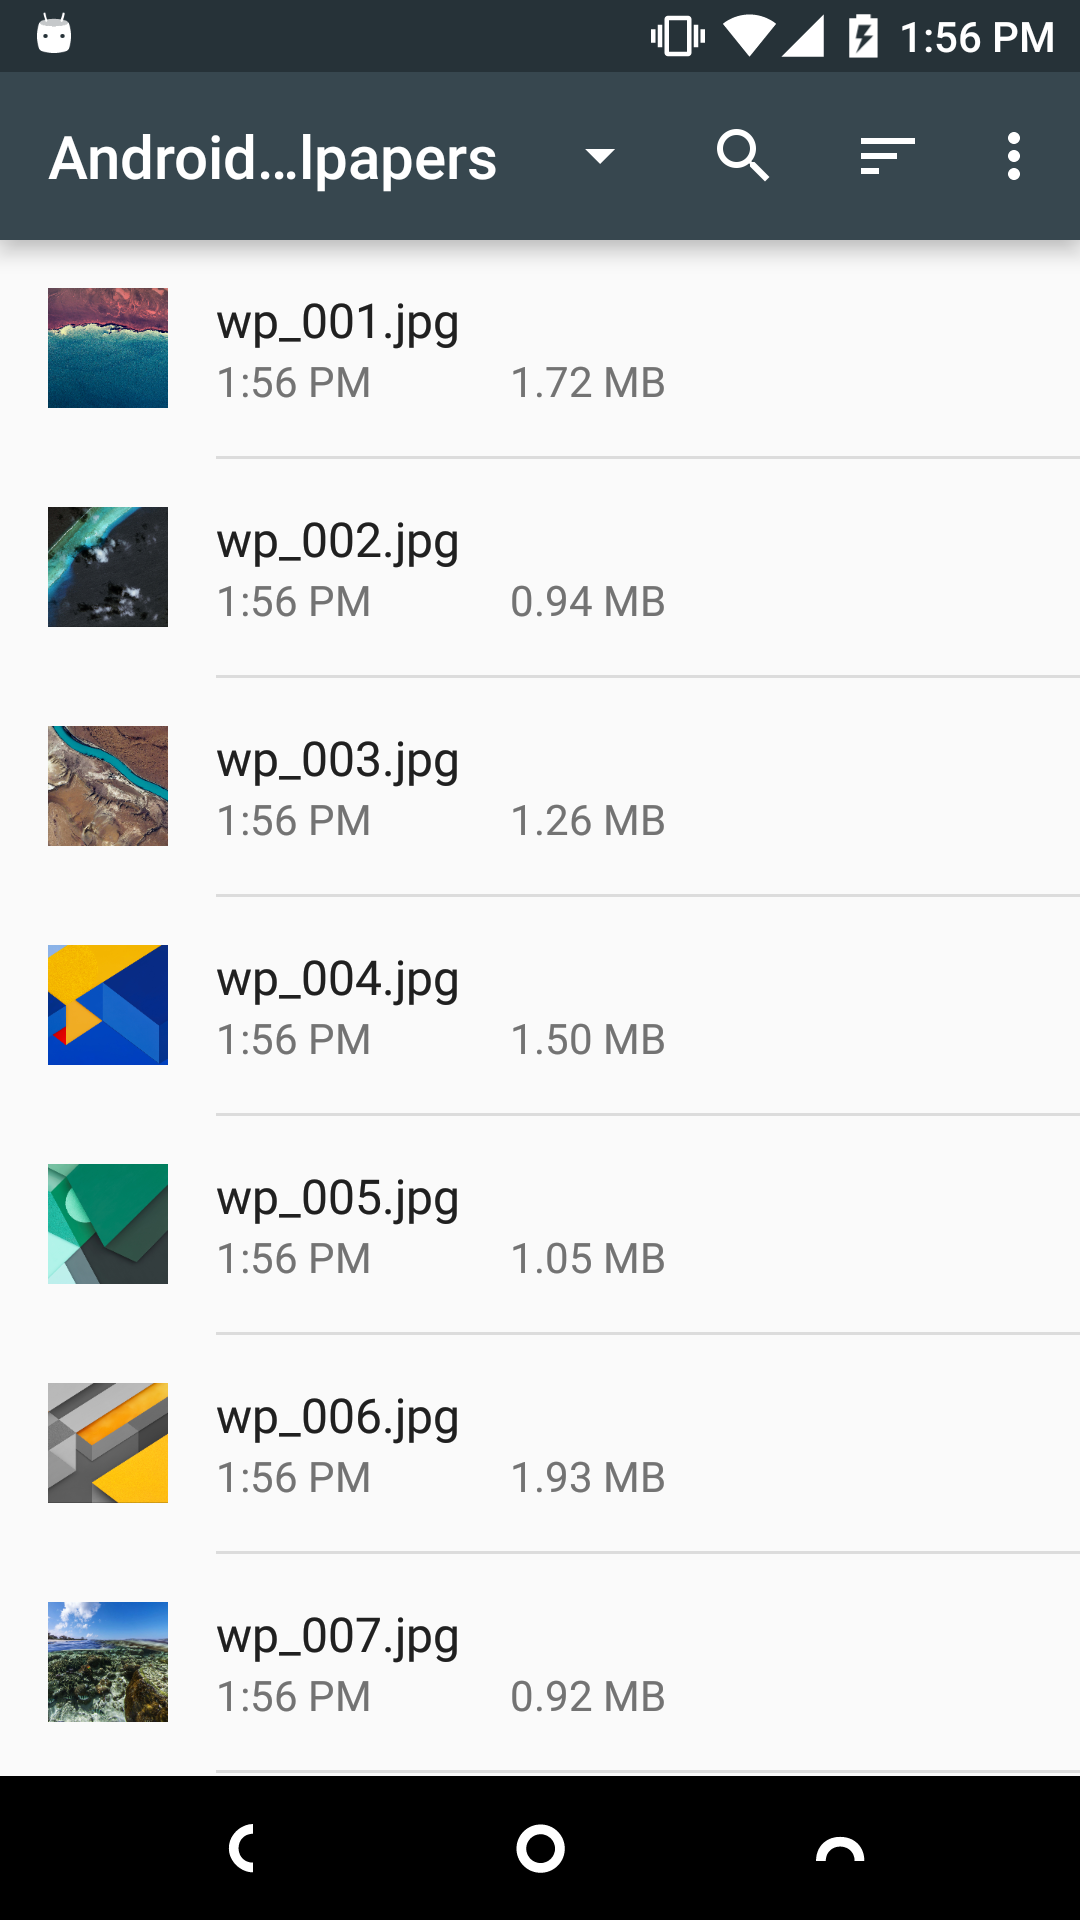 1:56 PM
Android…lpapers
wp_001.jpg
1:56 PM 1.72 MB
wp_002.jpg
1:56 PM 0.94 MB
wp_003.jpg
1:56 PM 1.26 MB
wp_004.jpg
1:56 PM 1.50 MB
wp_005.jpg
1:56 PM 1.05 MB
wp_006.jpg
1:56 PM 1.93 MB
wp_007.jpg
1:56 PM 0.92 MB